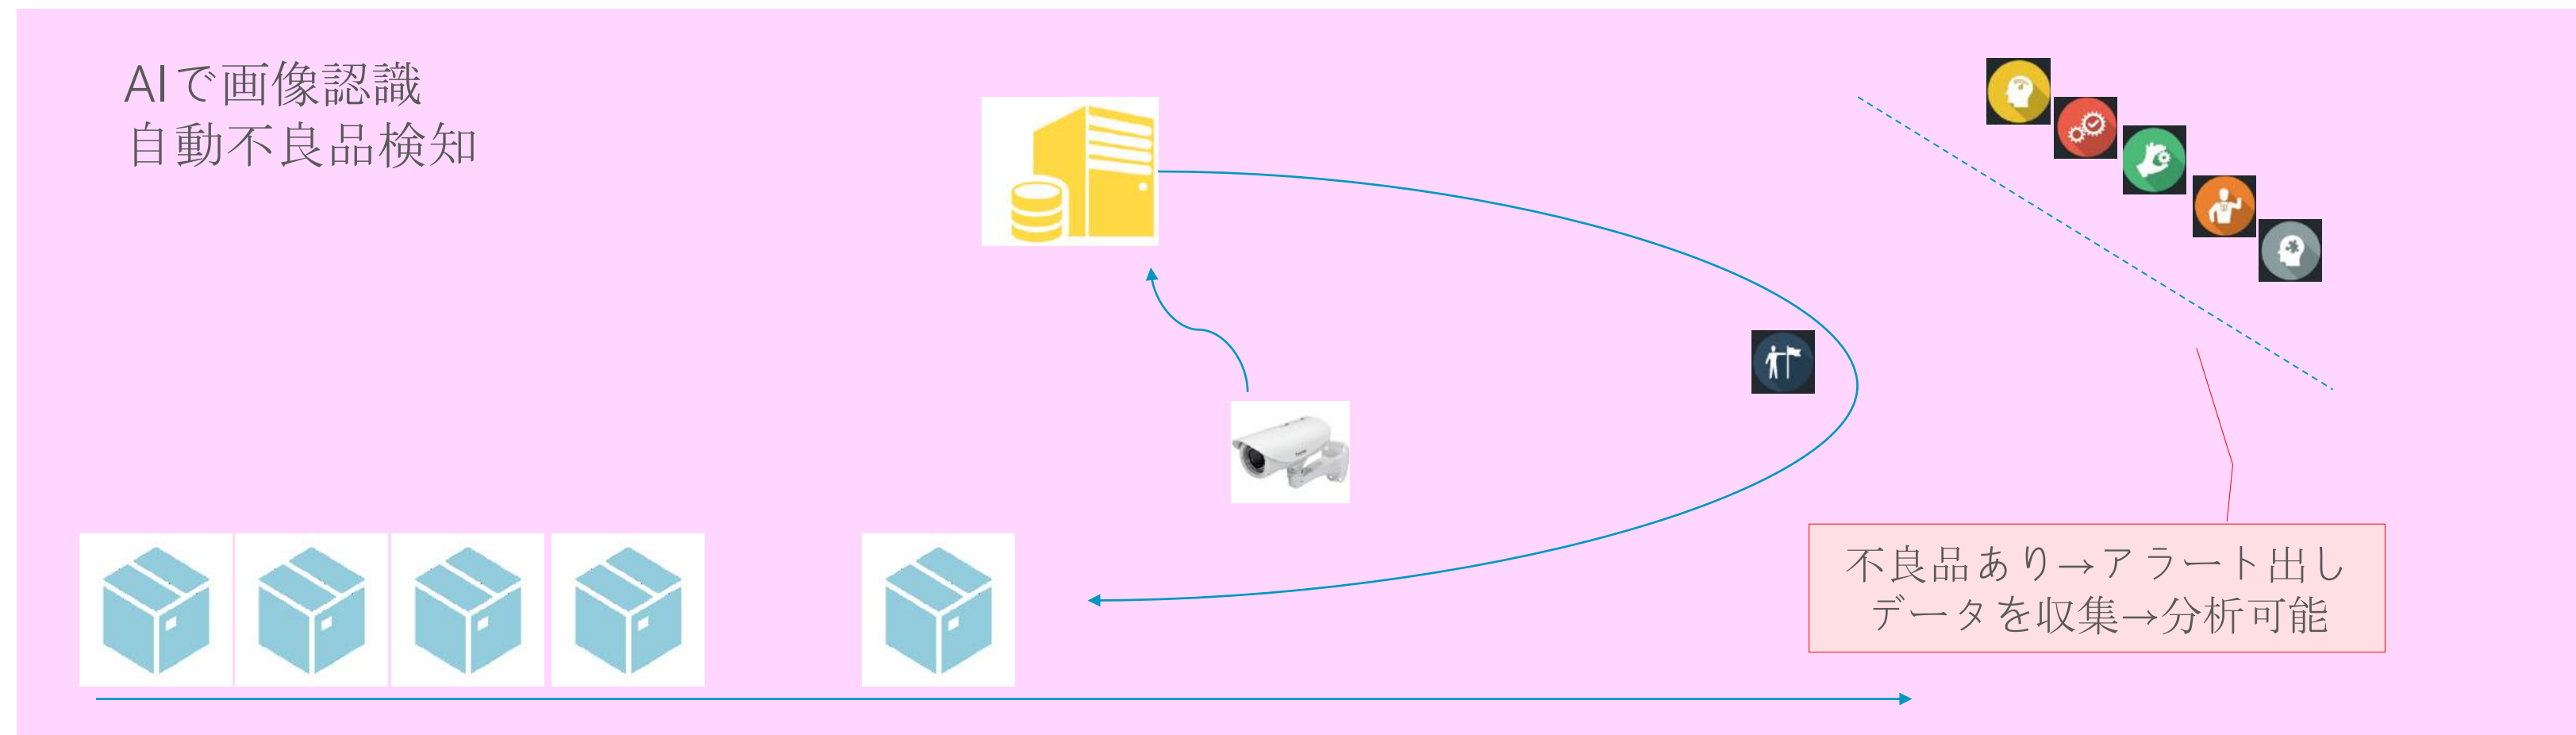 AIで画像認識
自動不良品検知
不良品あり→アラート出し
データを収集→分析可能